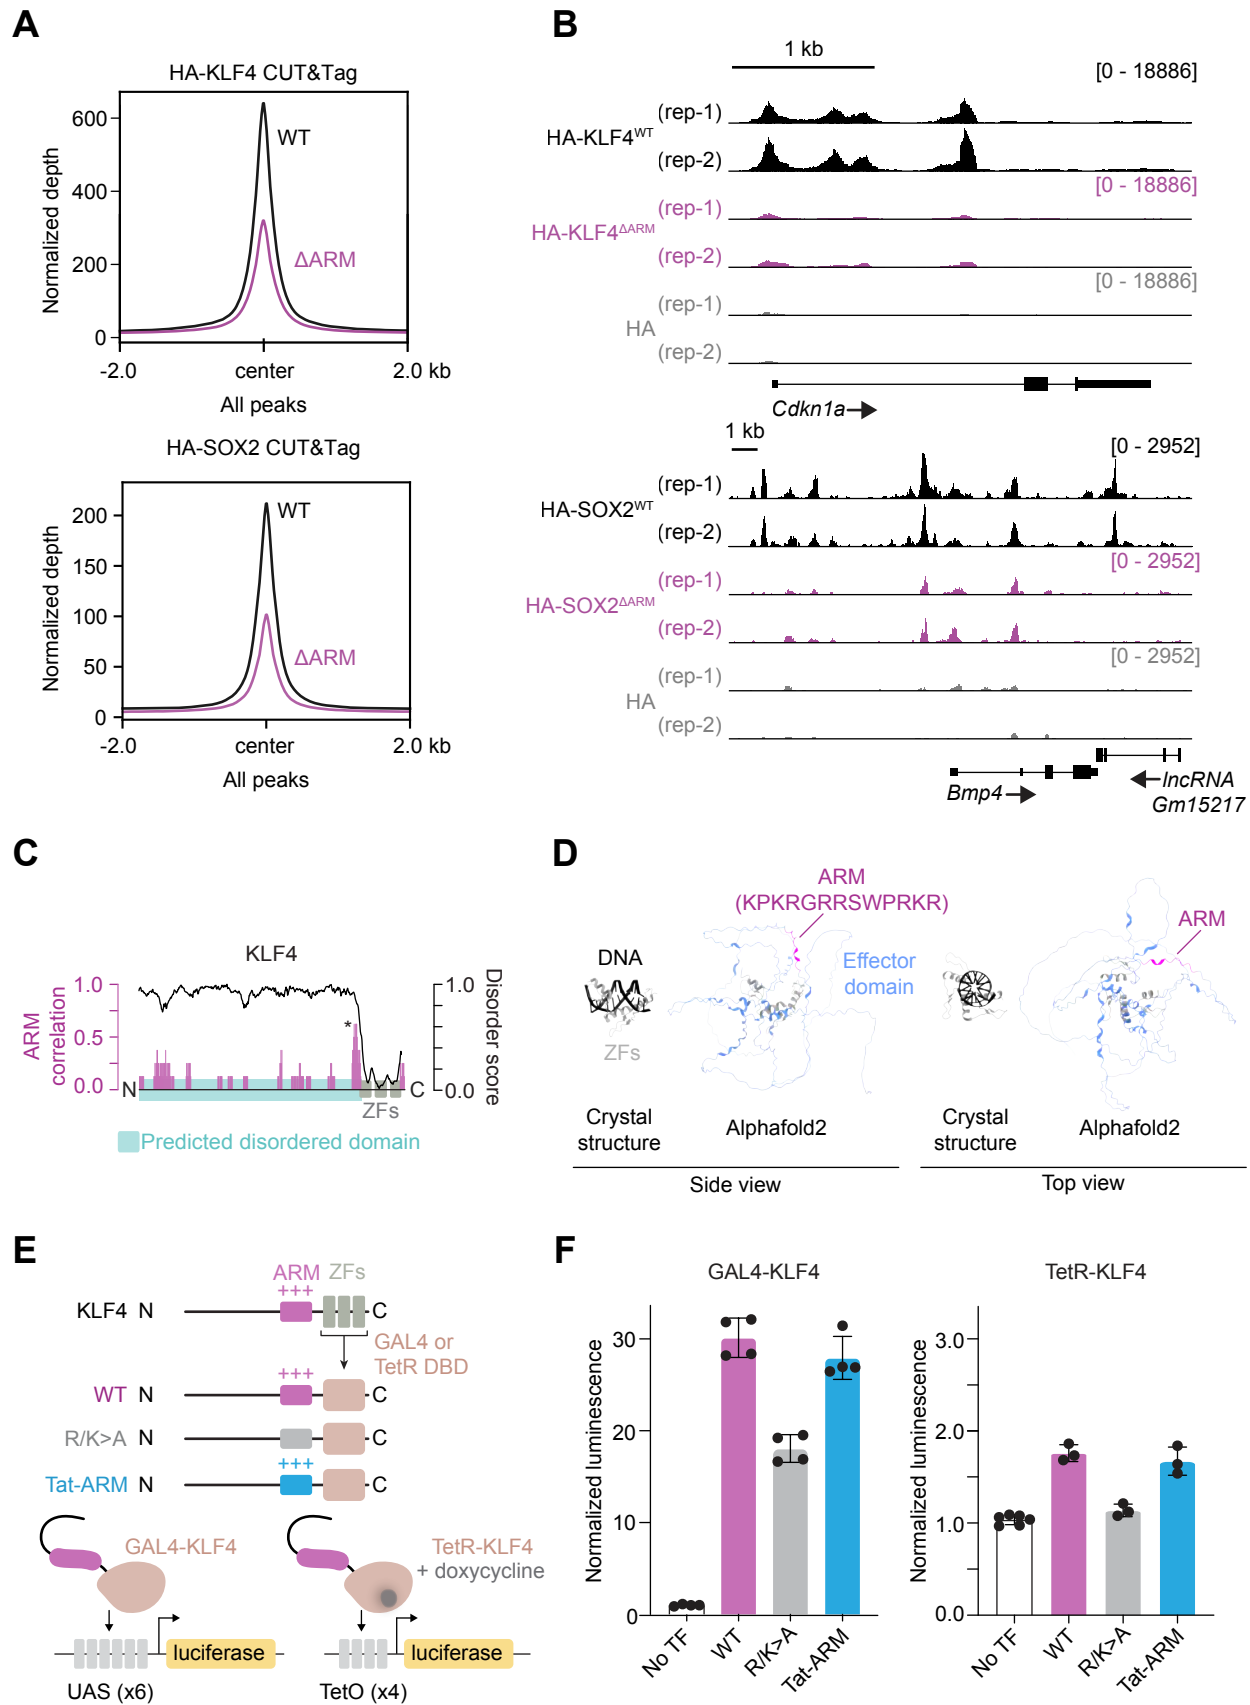 A
HA-KLF4 CUT&Tag
Normalized depth
600
400
200
0
WT
ΔARM
-2.0
center
2.0 kb
All peaks
HA-SOX2 CUT&Tag
Normalized depth
200
150
100
50
0
WT
ΔARM
-2.0
center
2.0 kb
All peaks
B
1 kb
[0 - 18886]
HA-KLF4WT
(rep-1)
(rep-2)
[0 - 18886]
HA-KLF4ΔARM
(rep-1)
(rep-2)
[0 - 18886]
HA
(rep-1)
(rep-2)
Cdkn1a
1 kb
[0 - 2952]
HA-SOX2WT
(rep-1)
(rep-2)
[0 - 2952]
HA-SOX2ΔARM
(rep-1)
(rep-2)
[0 - 2952]
HA
(rep-1)
(rep-2)
Bmp4
lncRNA
Gm15217
C
KLF4
ARM
correlation
1.0
0.5
0.0
*
1.0
0.0
Disorder score
N
C
ZFs
Predicted disordered domain
D
ARM
(KPKRGRRSWPRKR)
DNA
ZFs
Effector
domain
ARM
Crystal
structure
Alphafold2
Crystal
structure
Alphafold2
Side view
Top view
E
ARM ZFs
+++
KLF4 N
C
GAL4 or
TetR DBD
+++
WT N
C
R/K>A N
C
+++
Tat-ARM N
C
GAL4-KLF4
TetR-KLF4
+ doxycycline
luciferase
luciferase
UAS (x6)
TetO (x4)
F
GAL4-KLF4
Normalized luminescence
30
20
10
0
No TF
WT
R/K>A
Tat-ARM
TetR-KLF4
Normalized luminescence
3.0
2.0
1.0
0.0
No TF
WT
R/K>A
Tat-ARM